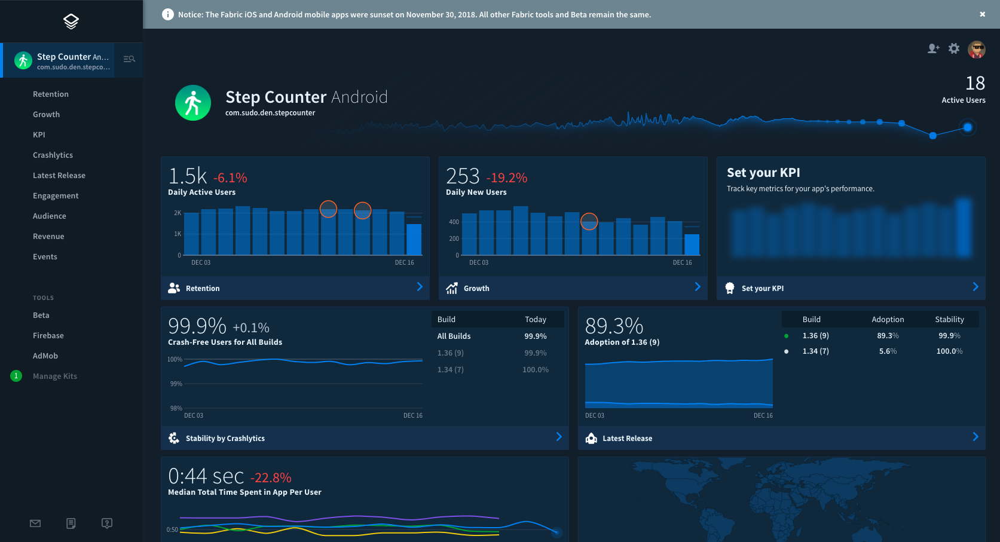 Notice: The Fabric iOS and Android mobile apps were sunset on November 30, 2018. All other Fabric tools and Beta remain the same.
Step Counter An...
com.sudo.den.stepco...
Retention
Growth
KPI
Crashlytics
Latest Release
Engagement
Audience
Revenue
Events
TOOLS
Beta
Firebase
AdMob
1 Manage Kits
Step Counter Android
com.sudo.den.stepcounter
18
Active Users
1.5k -6.1%
Daily Active Users
2K
1K
0
DEC 03 DEC 16
Retention
253 -19.2%
Daily New Users
400
200
0
DEC 03 DEC 16
Growth
Set your KPI
Track key metrics for your app's performance.
Set your KPI
99.9% +0.1%
Crash-Free Users for All Builds
100%
99%
98%
DEC 03 DEC 16
Build Today
All Builds 99.9%
1.36 (9) 99.9%
1.34 (7) 100.0%
Stability by Crashlytics
89.3%
Adoption of 1.36 (9)
DEC 03 DEC 16
Build Adoption Stability
1.36 (9) 89.3% 99.9%
1.34 (7) 5.6% 100.0%
Latest Release
0:44 sec -22.8%
Median Total Time Spent in App Per User
0:50